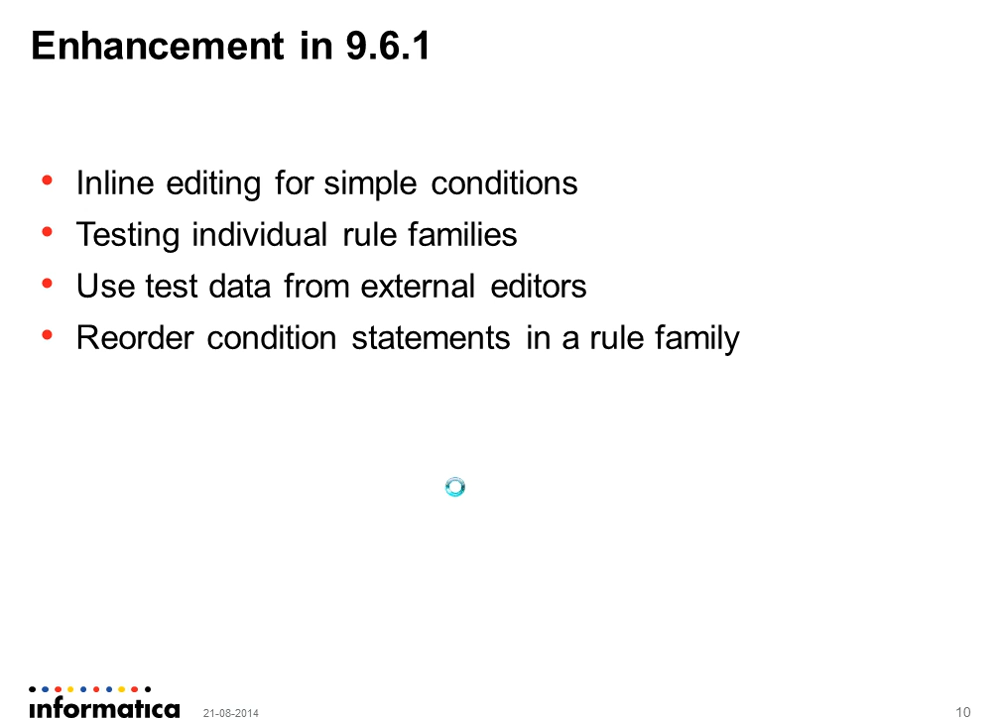 Enhancement in 9.6.1
• Inline editing for simple conditions
• Testing individual rule families
• Use test data from external editors
• Reorder condition statements in a rule family
informatica
21-08-2014
10